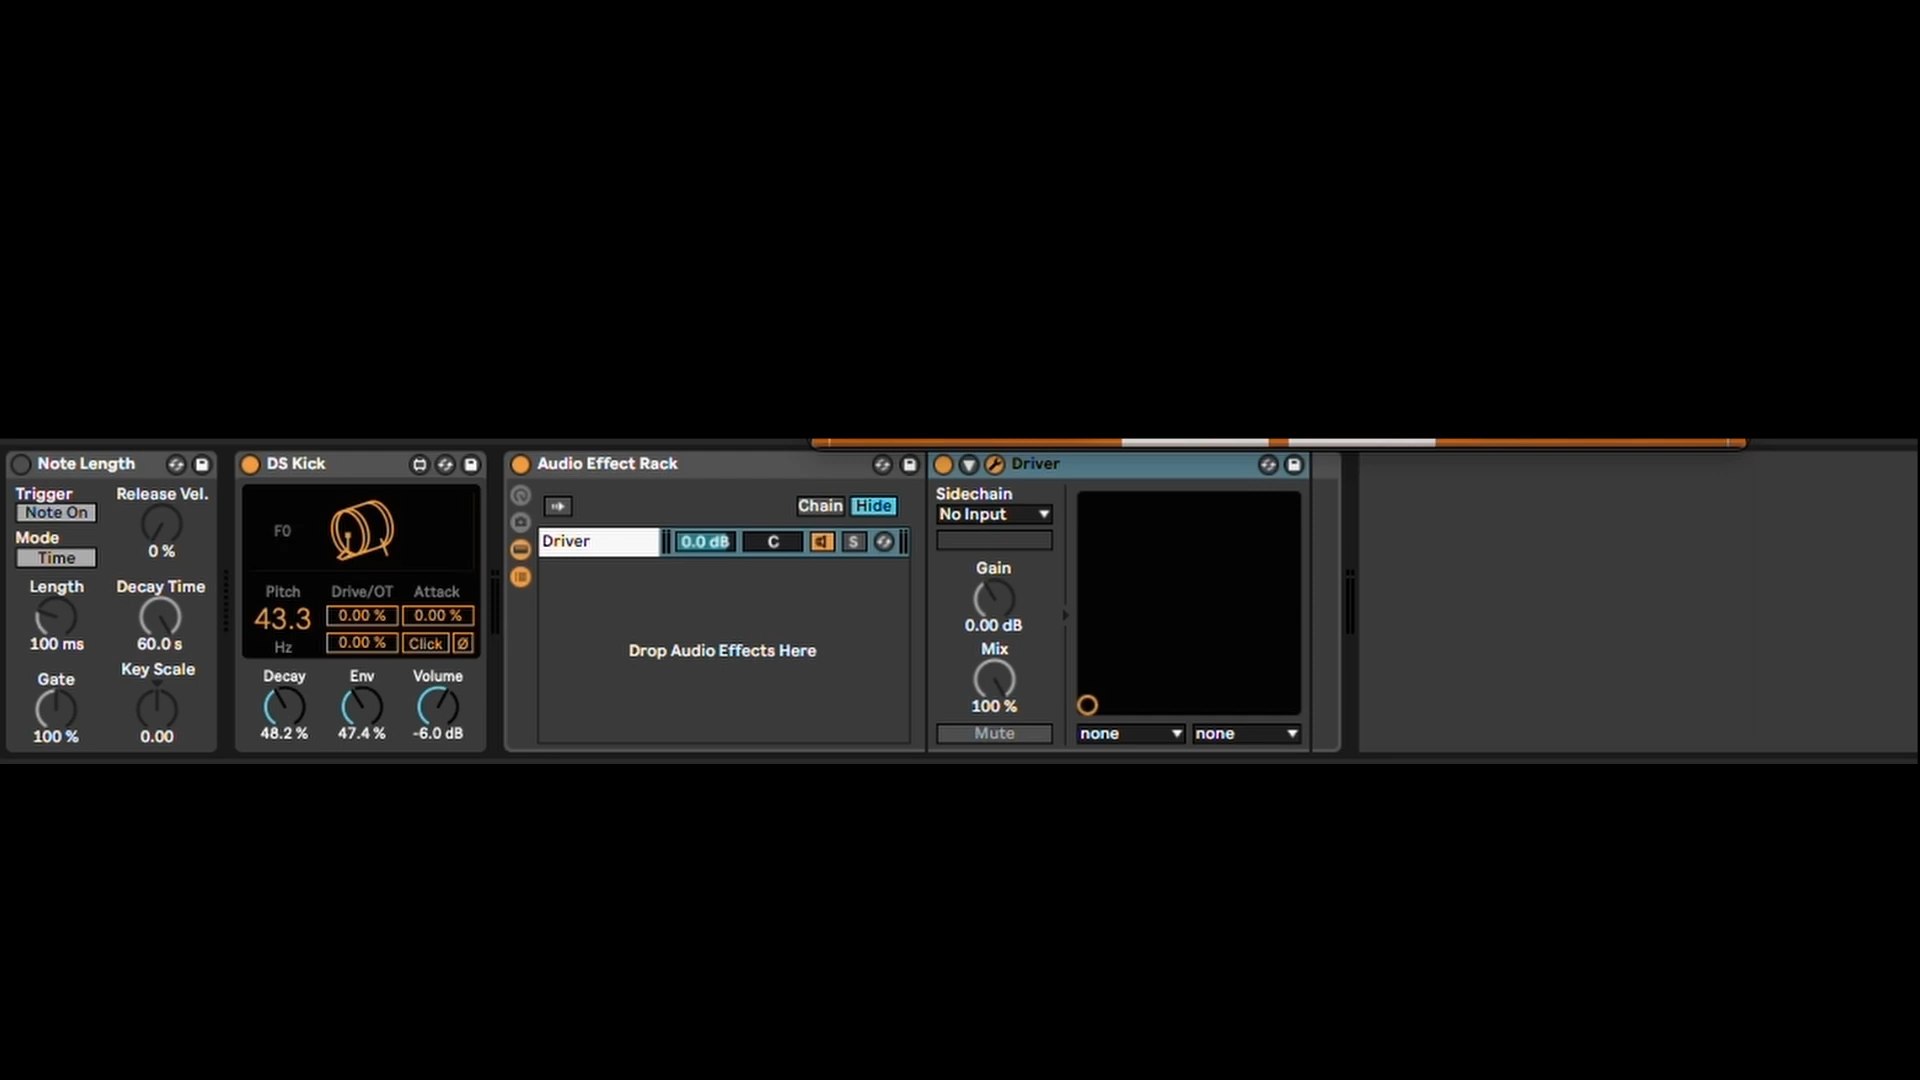 Note Length
Trigger
Note On
Mode
Time
Length
100 ms
Gate
100 %
Release Vel.
0 %
Decay Time
60.0 s
Key Scale
0.00
DS Kick
F0
Pitch
43.3
Hz
Drive/OT
0.00 %
0.00 %
Attack
0.00 %
Click Ø
Decay
48.2 %
Env
47.4 %
Volume
-6.0 dB
Audio Effect Rack
Chain Hide
Driver 0.0 dB C S
Drop Audio Effects Here
Driver
Sidechain
No Input
Gain
0.00 dB
Mix
100 %
Mute
none none